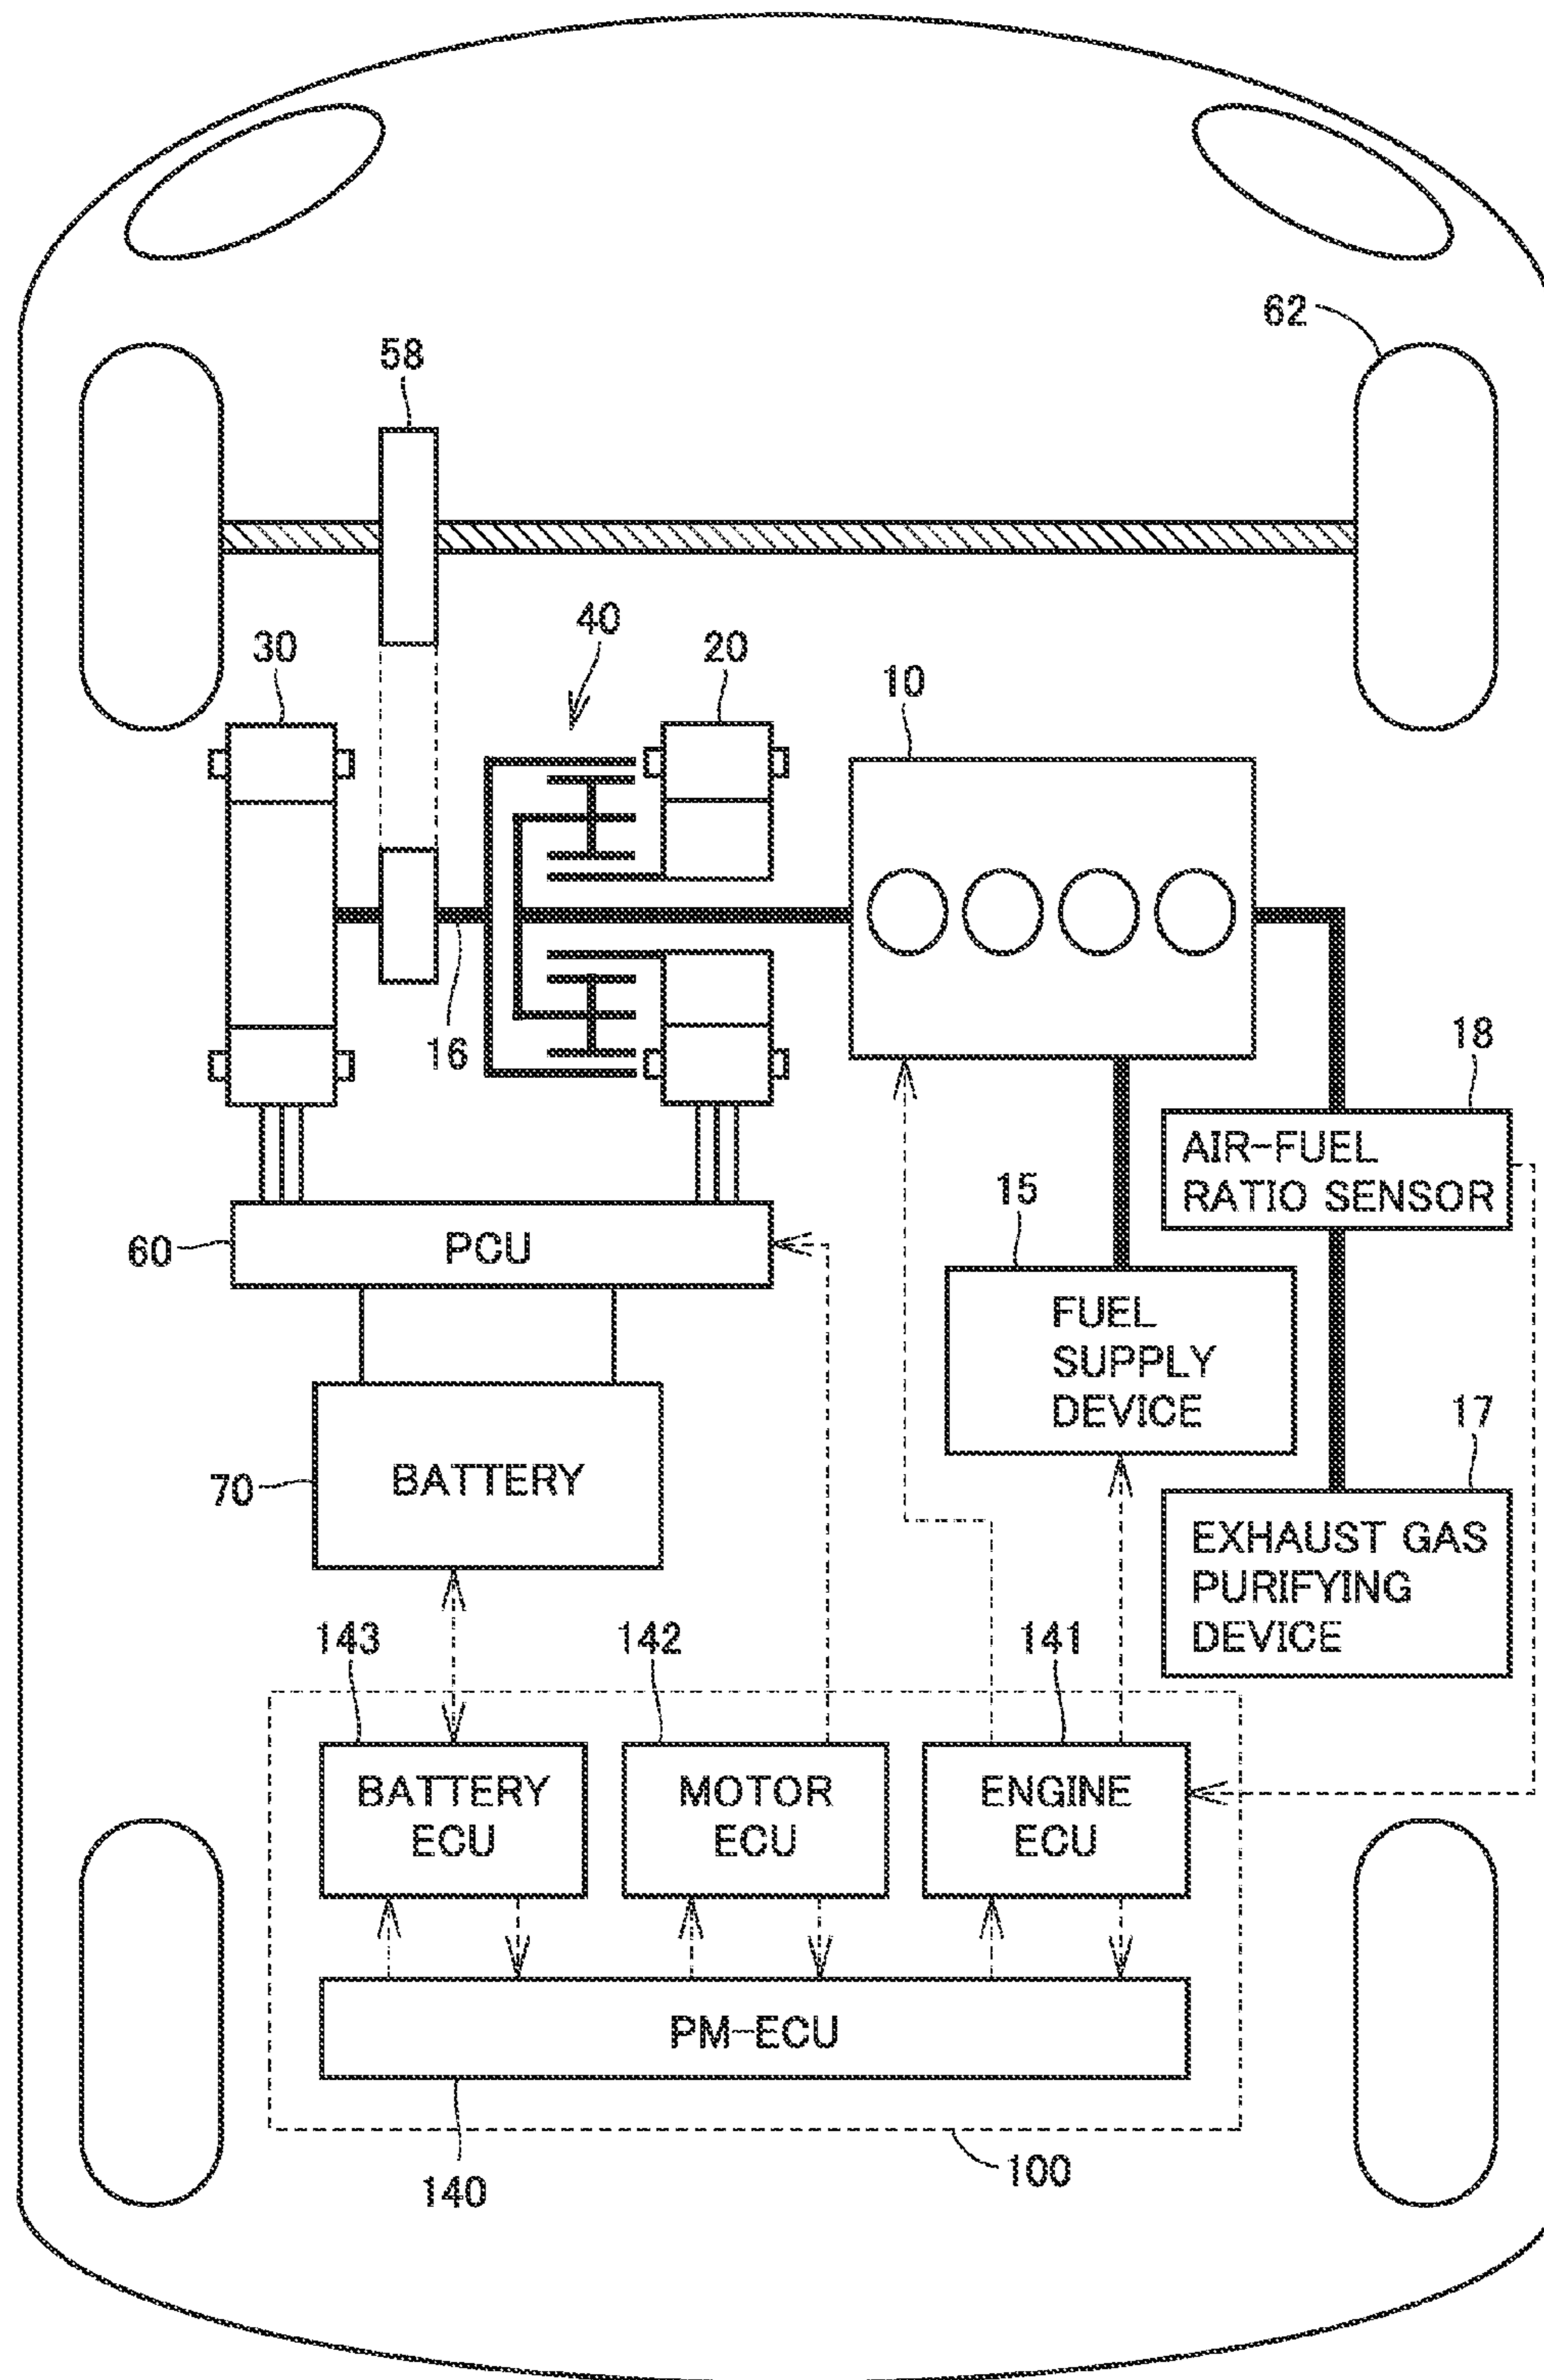 62
58
40
30
20
10
16
18
AIR-FUEL
RATIO SENSOR
15
60
PCU
FUEL
SUPPLY
DEVICE
17
70
BATTERY
EXHAUST GAS
PURIFYING
DEVICE
143
142
141
BATTERY
ECU
MOTOR
ECU
ENGINE
ECU
PM-ECU
100
140